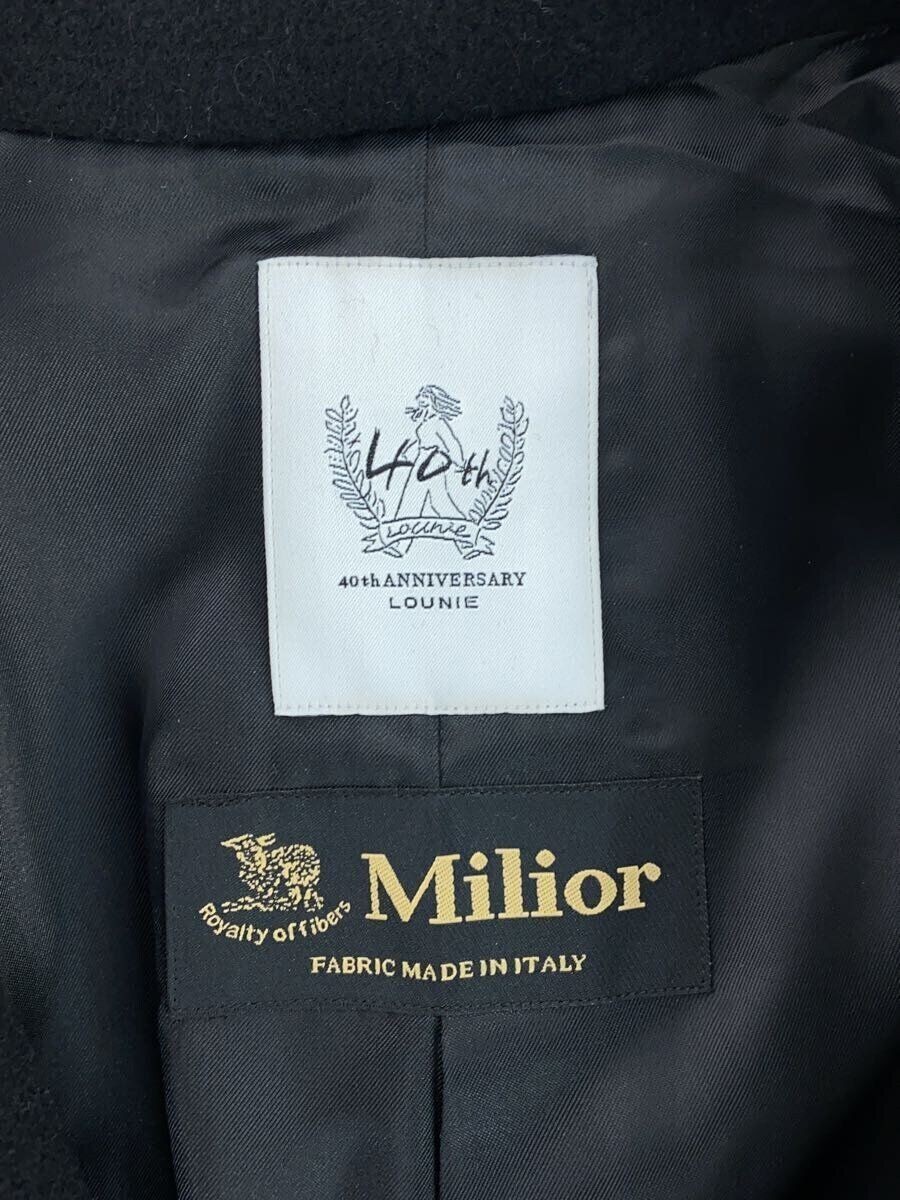 40th
LOUNIE
40th ANNIVERSARY
LOUNIE
Milior
Royalty of fibers
FABRIC MADE IN ITALY